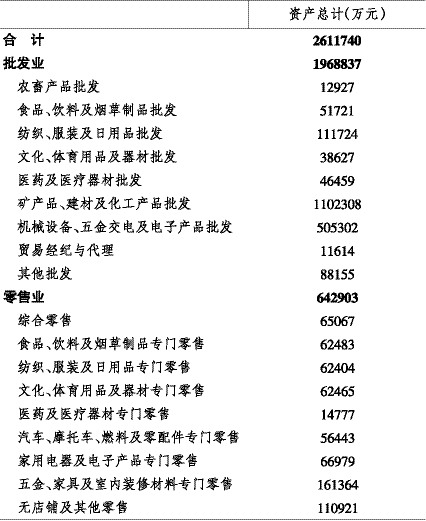 资产总计(万元)
合 计 2611740
批发业 1968837
农畜产品批发 12927
食品、饮料及烟草制品批发 51721
纺织、服装及日用品批发 111724
文化、体育用品及器材批发 38627
医药及医疗器材批发 46459
矿产品、建材及化工产品批发 1102308
机械设备、五金交电及电子产品批发 505302
贸易经纪与代理 11614
其他批发 88155
零售业 642903
综合零售 65067
食品、饮料及烟草制品专门零售 62483
纺织、服装及日用品专门零售 62404
文化、体育用品及器材专门零售 62465
医药及医疗器材专门零售 14777
汽车、摩托车、燃料及零配件专门零售 56443
家用电器及电子产品专门零售 66979
五金、家具及室内装修材料专门零售 161364
无店铺及其他零售 110921